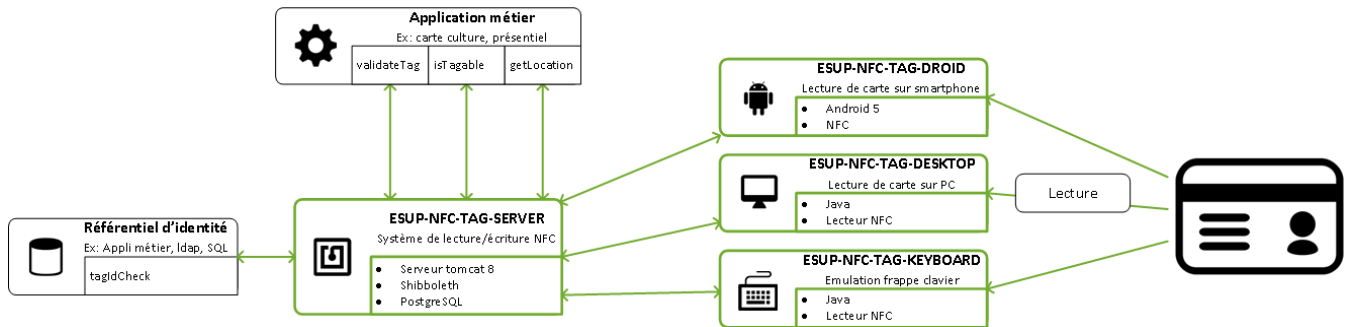 Application métier
Ex: carte culture, présentiel
validateTag
isTagable
getLocation
ESUP-NFC-TAG-DROID
Lecture de carte sur smartphone
• Android 5
• NFC
ESUP-NFC-TAG-DESKTOP
Lecture de carte sur PC
• Java
• Lecteur NFC
Lecture
Référentiel d'identité
Ex: Appli métier, ldap, SQL
tagIdCheck
ESUP-NFC-TAG-SERVER
Système de lecture/écriture NFC
• Serveur tomcat 8
• Shibboleth
• PostgreSQL
ESUP-NFC-TAG-KEYBOARD
Emulation frappe clavier
• Java
• Lecteur NFC